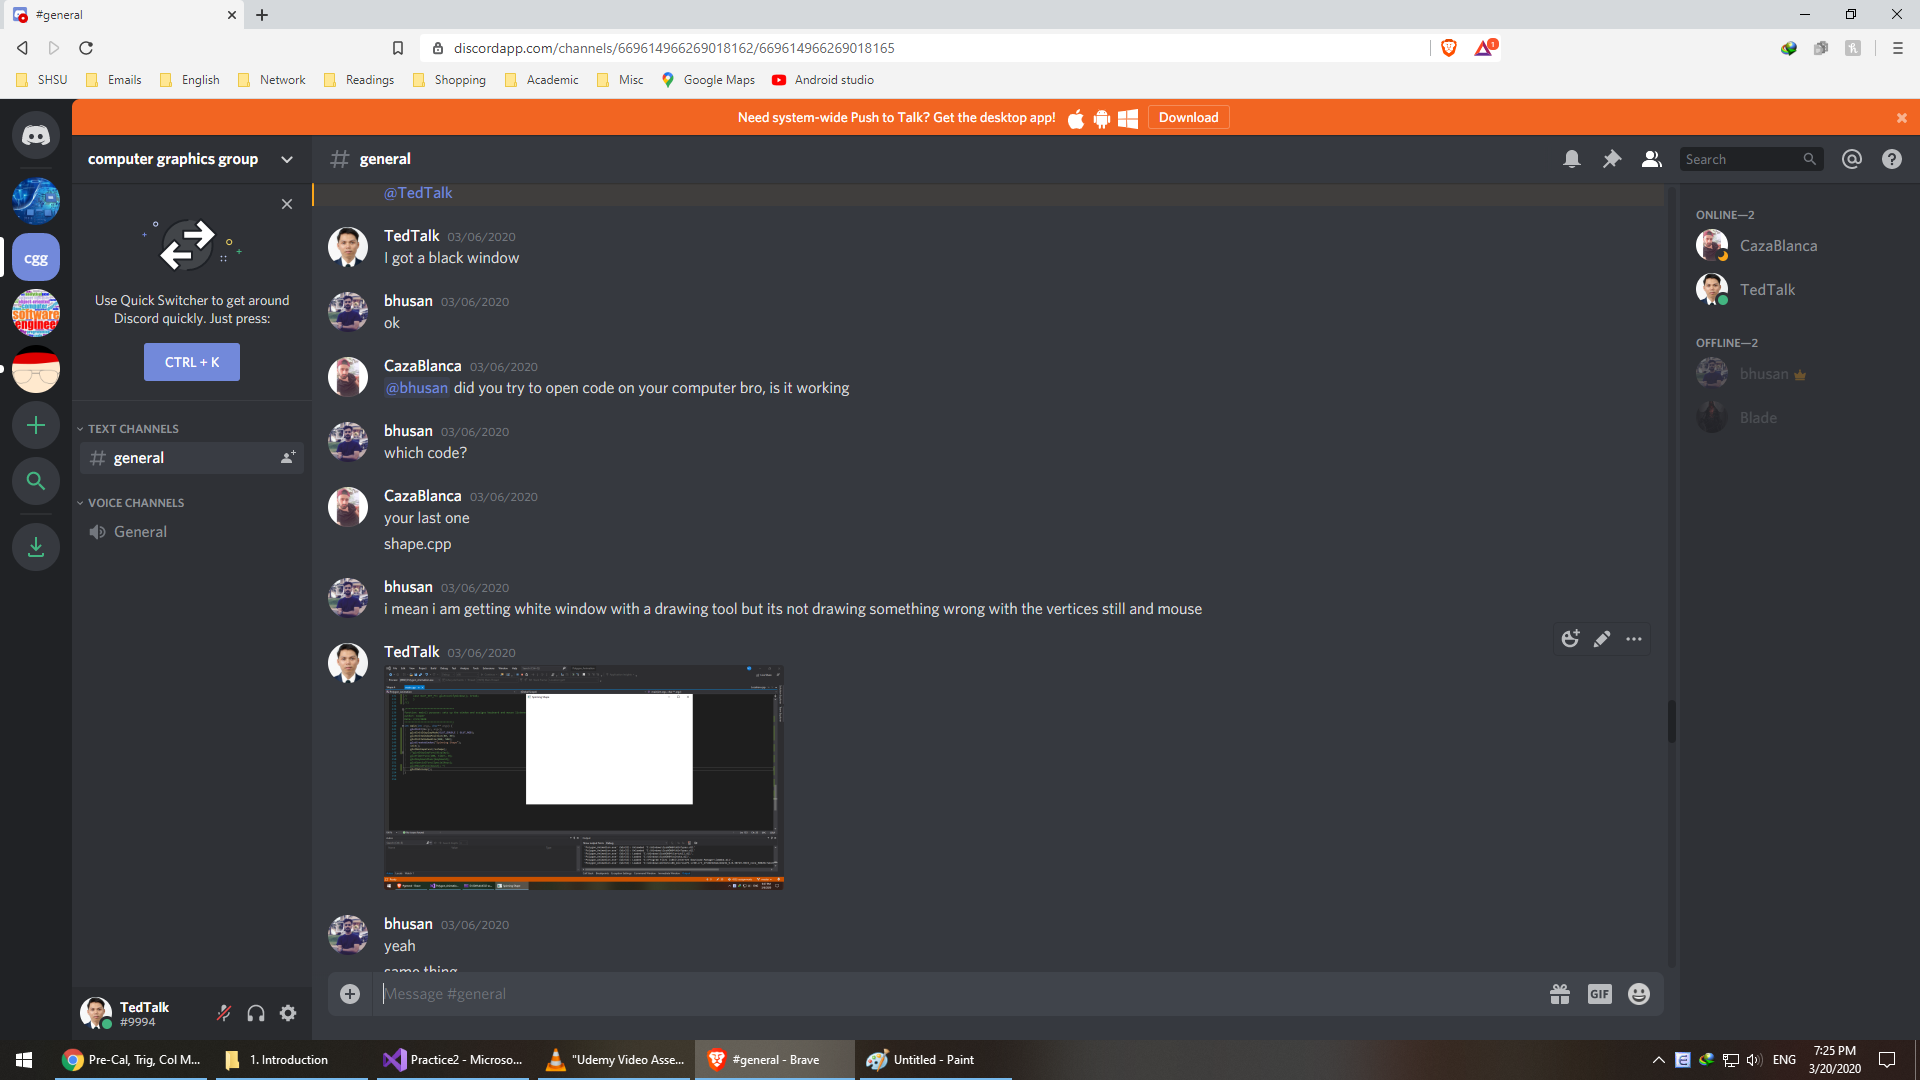 #general
discordapp.com/channels/669614966269018162/669614966269018165
1
SHSU Emails English Network Readings Shopping Academic Misc Google Maps Android studio
Need system-wide Push to Talk? Get the desktop app! Download
computer graphics group
general
Search
cgg
Use Quick Switcher to get around
Discord quickly. Just press:
CTRL + K
TEXT CHANNELS
general
VOICE CHANNELS
General
TedTalk
#9994
@TedTalk
TedTalk 03/06/2020
I got a black window
bhusan 03/06/2020
ok
CazaBlanca 03/06/2020
@bhusan did you try to open code on your computer bro, is it working
bhusan 03/06/2020
which code?
CazaBlanca 03/06/2020
your last one
shape.cpp
bhusan 03/06/2020
i mean i am getting white window with a drawing tool but its not drawing something wrong with the vertices still and mouse
TedTalk 03/06/2020
bhusan 03/06/2020
yeah
same thing
Message #general
GIF
ONLINE—2
CazaBlanca
TedTalk
OFFLINE—2
bhusan
Blade
Pre-Cal, Trig, Col M... 1. Introduction Practice2 - Microso... "Udemy Video Asse... #general - Brave Untitled - Paint
ENG
7:25 PM
3/20/2020